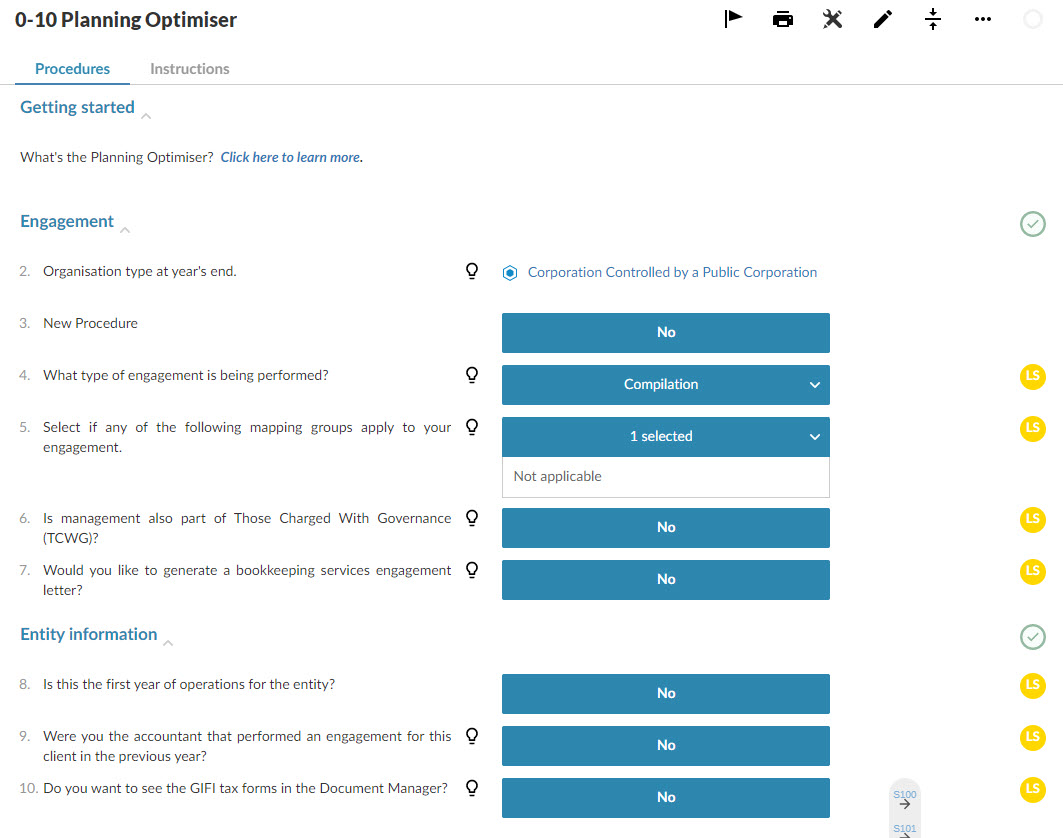 0-10 Planning Optimiser
Procedures Instructions
Getting started
What's the Planning Optimiser? Click here to learn more.
Engagement
2. Organisation type at year's end. Corporation Controlled by a Public Corporation
3. New Procedure No
4. What type of engagement is being performed? Compilation LS
5. Select if any of the following mapping groups apply to your 1 selected LS
engagement.
Not applicable
6. Is management also part of Those Charged With Governance No LS
(TCWG)?
7. Would you like to generate a bookkeeping services engagement No LS
letter?
Entity information
8. Is this the first year of operations for the entity? No LS
9. Were you the accountant that performed an engagement for this No LS
client in the previous year?
10. Do you want to see the GIFI tax forms in the Document Manager? No LS
S100
S101